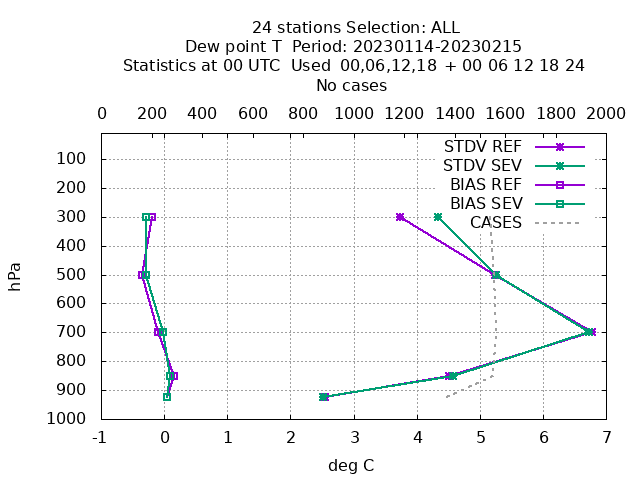 24 stations Selection: ALL
Dew point T  Period: 20230114-20230215
Statistics at 00 UTC  Used  00,06,12,18  + 00 06 12 18 24
No cases
0 200 400 600 800 1000 1200 1400 1600 1800 2000
STDV REF
STDV SEV
BIAS REF
BIAS SEV
CASES
hPa
100
200
300
400
500
600
700
800
900
1000
-1 0 1 2 3 4 5 6 7
deg C